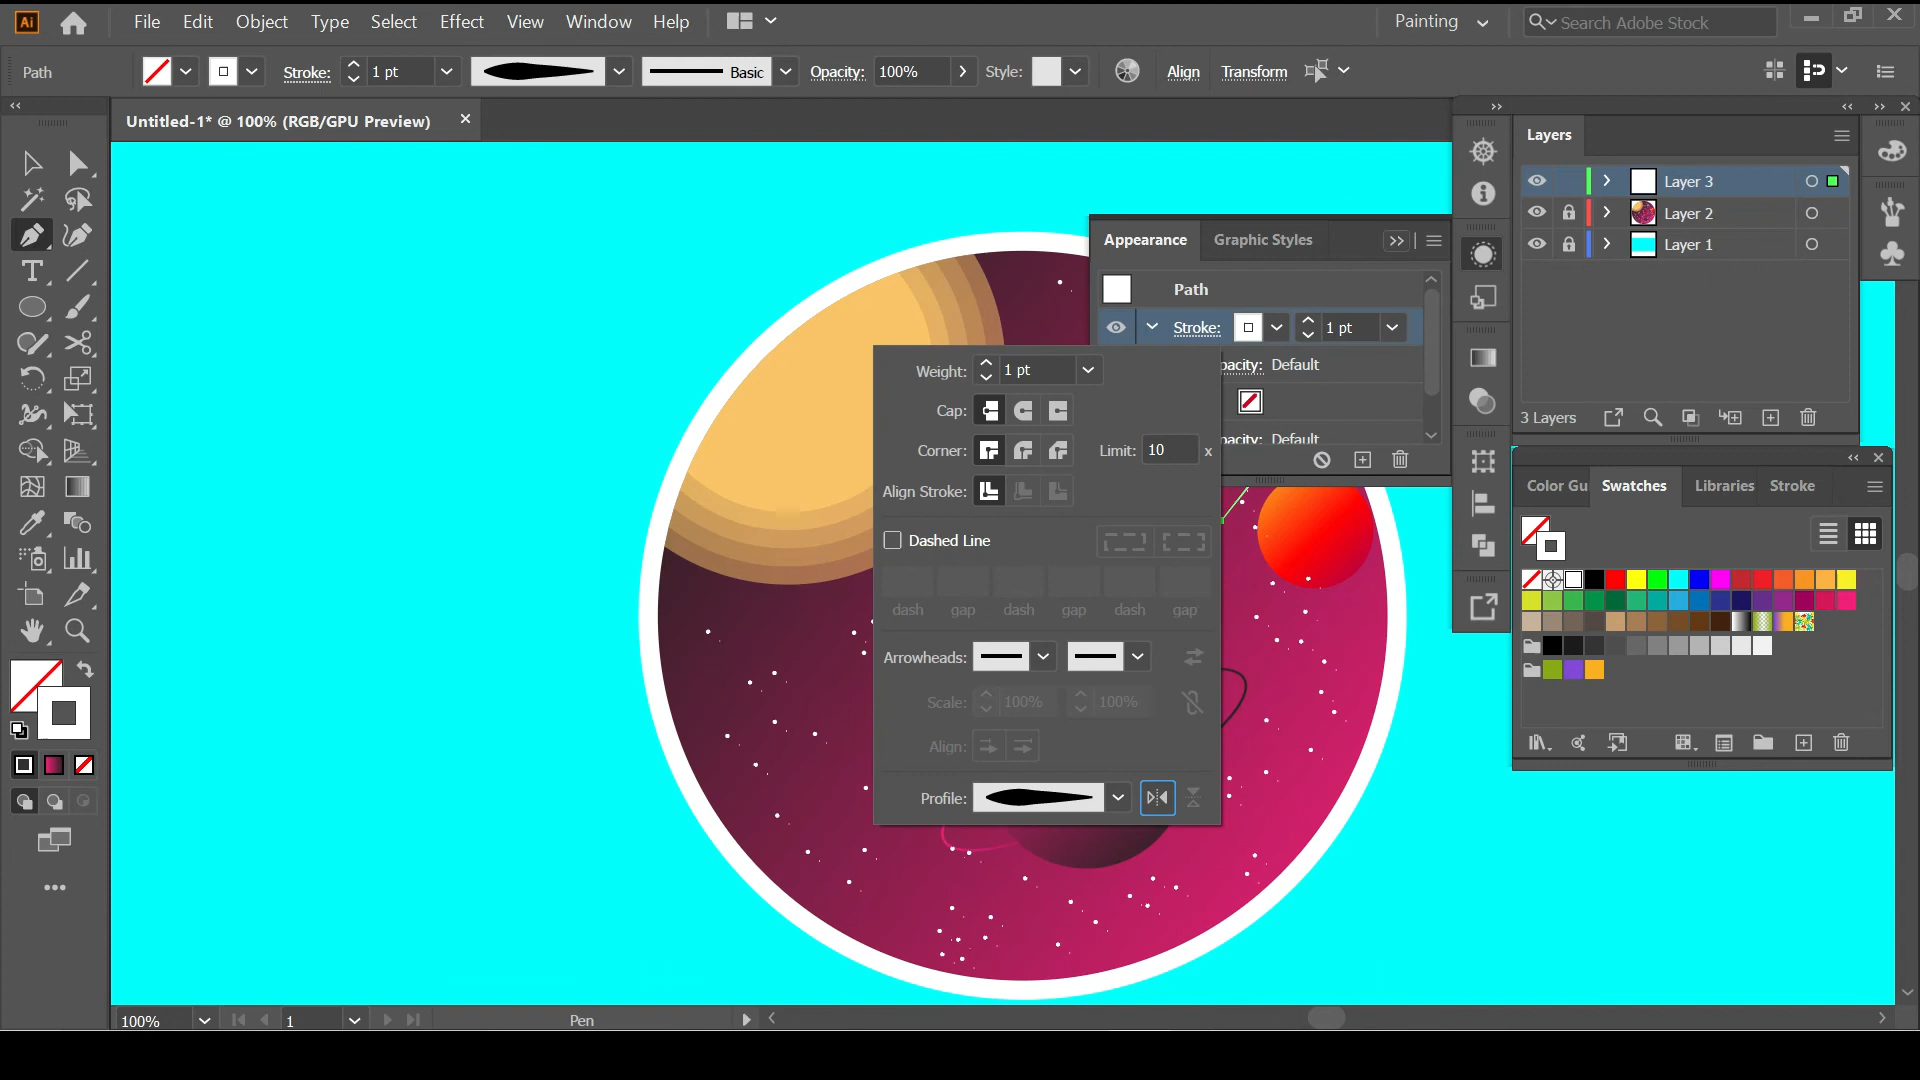 Ai File Edit Object Type Select Effect View Window Help Painting Search Adobe Stock
Path Stroke: 1 pt Basic Opacity: 100% Style: Align Transform
Untitled-1* @ 100% (RGB/GPU Preview)
Layers
Layer 3
Layer 2
Layer 1
3 Layers
Appearance Graphic Styles
Path
Stroke: 1 pt
pacity: Default
pacity: Default
Weight: 1 pt
Cap:
Corner: Limit: 10 x
Align Stroke:
Dashed Line
dash gap dash gap dash gap
Arrowheads:
Scale: 100% 100%
Align:
Profile:
Color Gu Swatches Libraries Stroke
100% 1 Pen